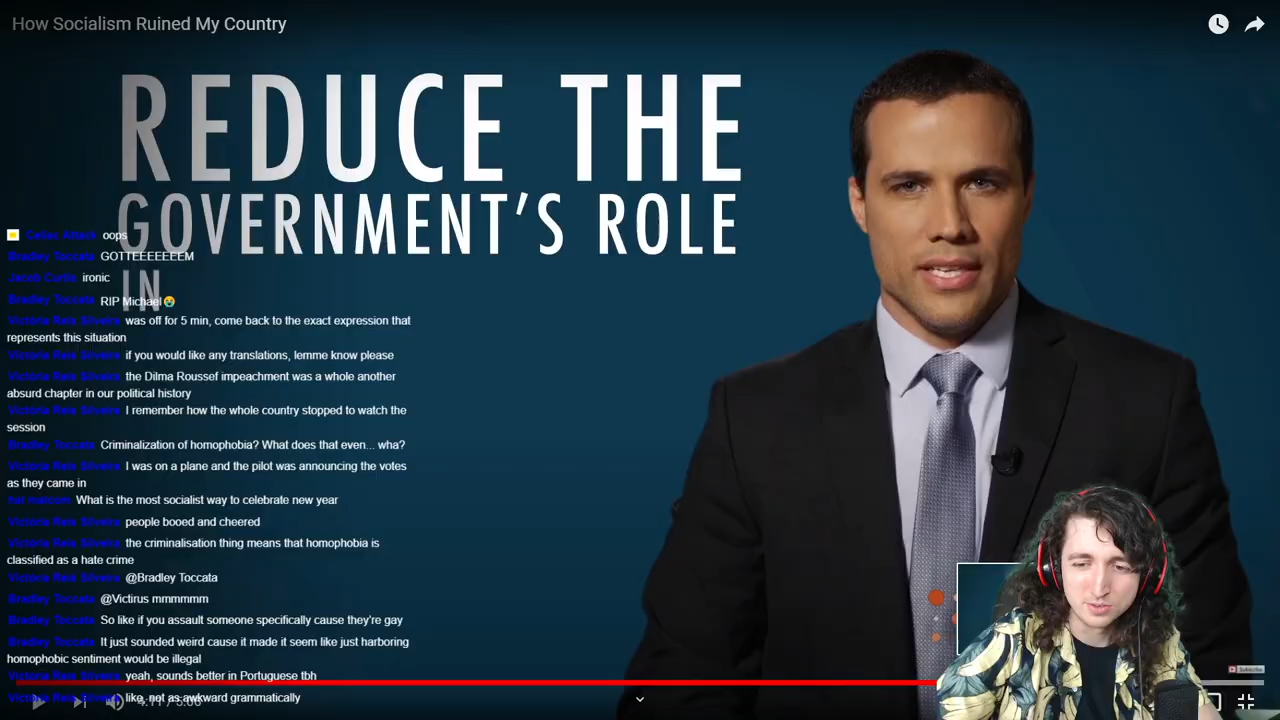 How Socialism Ruined My Country
REDUCE THE
GOVERNMENT'S ROLE
IN
Celiac Attack oops
Bradley Toccata GOTTEEEEEEEM
Jacob Curtis ironic
Bradley Toccata RIP Michael😭
Victoria Reis Silveira was off for 5 min, come back to the exact expression that
represents this situation
Victoria Reis Silveira if you would like any translations, lemme know please
Victoria Reis Silveira the Dilma Roussef impeachment was a whole another
absurd chapter in our political history
Victoria Reis Silveira I remember how the whole country stopped to watch the
session
Bradley Toccata Criminalization of homophobia? What does that even... wha?
Victoria Reis Silveira I was on a plane and the pilot was announcing the votes
as they came in
What is the most socialist way to celebrate new year
Victoria Reis Silveira people booed and cheered
Victoria Reis Silveira the criminalisation thing means that homophobia is
classified as a hate crime
Victoria Reis Silveira @Bradley Toccata
Bradley Toccata @Victirus mmmmmm
Bradley Toccata So like if you assault someone specifically cause they're gay
Bradley Toccata It just sounded weird cause it made it seem like just harboring
homophobic sentiment would be illegal
Victoria Reis Silveira yeah, sounds better in Portuguese tbh
Victoria Reis Silveira like, not as awkward grammatically
Subscribe